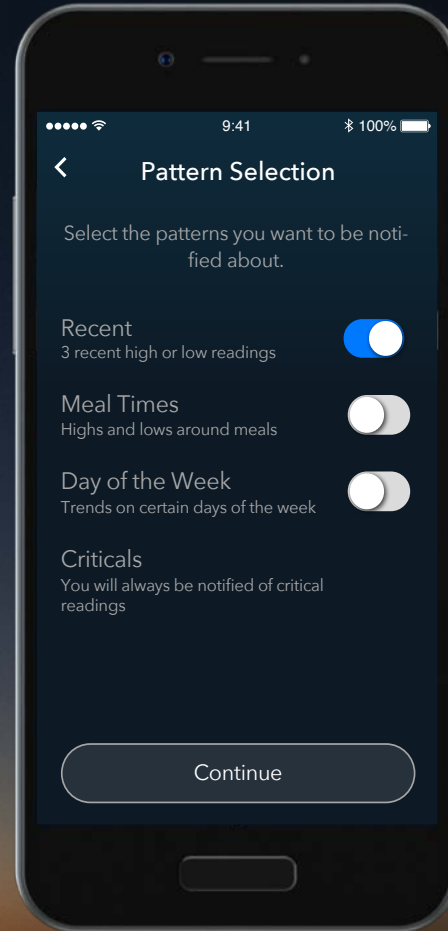 9:41
100%
Pattern Selection
Select the patterns you want to be noti-
fied about.
Recent
3 recent high or low readings
Meal Times
Highs and lows around meals
Day of the Week
Trends on certain days of the week
Criticals
You will always be notified of critical
readings
Continue